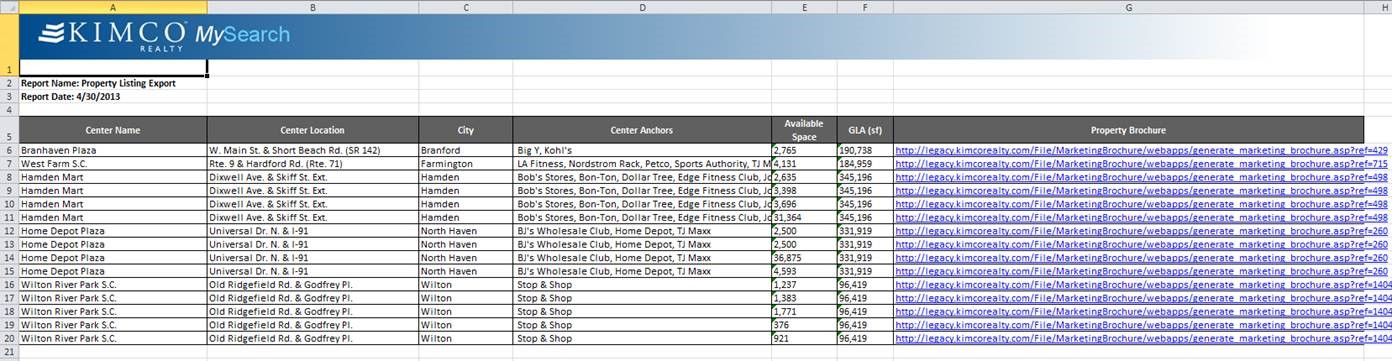 A B C D E F G H
KIMCO REALTY MySearch
1
2 Report Name: Property Listing Export
3 Report Date: 4/30/2013
4
5 Center Name Center Location City Center Anchors Available Space GLA (sf) Property Brochure
6 Branhaven Plaza W. Main St. & Short Beach Rd. (SR 142) Branford Big Y, Kohl's 2,765 190,738 http://legacy.kimcorealty.com/File/MarketingBrochure/webapps/generate_marketing_brochure.asp?ref=429
7 West Farm S.C. Rte. 9 & Hardford Rd. (Rte. 71) Farmington LA Fitness, Nordstrom Rack, Petco, Sports Authority, TJ M 4,131 184,959 http://legacy.kimcorealty.com/File/MarketingBrochure/webapps/generate_marketing_brochure.asp?ref=715
8 Hamden Mart Dixwell Ave. & Skiff St. Ext. Hamden Bob's Stores, Bon-Ton, Dollar Tree, Edge Fitness Club, Jo 2,635 345,196 http://legacy.kimcorealty.com/File/MarketingBrochure/webapps/generate_marketing_brochure.asp?ref=498
9 Hamden Mart Dixwell Ave. & Skiff St. Ext. Hamden Bob's Stores, Bon-Ton, Dollar Tree, Edge Fitness Club, Jo 3,398 345,196 http://legacy.kimcorealty.com/File/MarketingBrochure/webapps/generate_marketing_brochure.asp?ref=498
10 Hamden Mart Dixwell Ave. & Skiff St. Ext. Hamden Bob's Stores, Bon-Ton, Dollar Tree, Edge Fitness Club, Jo 3,696 345,196 http://legacy.kimcorealty.com/File/MarketingBrochure/webapps/generate_marketing_brochure.asp?ref=498
11 Hamden Mart Dixwell Ave. & Skiff St. Ext. Hamden Bob's Stores, Bon-Ton, Dollar Tree, Edge Fitness Club, Jo 31,364 345,196 http://legacy.kimcorealty.com/File/MarketingBrochure/webapps/generate_marketing_brochure.asp?ref=498
12 Home Depot Plaza Universal Dr. N. & I-91 North Haven BJ's Wholesale Club, Home Depot, TJ Maxx 2,500 331,919 http://legacy.kimcorealty.com/File/MarketingBrochure/webapps/generate_marketing_brochure.asp?ref=260
13 Home Depot Plaza Universal Dr. N. & I-91 North Haven BJ's Wholesale Club, Home Depot, TJ Maxx 2,500 331,919 http://legacy.kimcorealty.com/File/MarketingBrochure/webapps/generate_marketing_brochure.asp?ref=260
14 Home Depot Plaza Universal Dr. N. & I-91 North Haven BJ's Wholesale Club, Home Depot, TJ Maxx 36,875 331,919 http://legacy.kimcorealty.com/File/MarketingBrochure/webapps/generate_marketing_brochure.asp?ref=260
15 Home Depot Plaza Universal Dr. N. & I-91 North Haven BJ's Wholesale Club, Home Depot, TJ Maxx 4,593 331,919 http://legacy.kimcorealty.com/File/MarketingBrochure/webapps/generate_marketing_brochure.asp?ref=260
16 Wilton River Park S.C. Old Ridgefield Rd. & Godfrey Pl. Wilton Stop & Shop 1,237 96,419 http://legacy.kimcorealty.com/File/MarketingBrochure/webapps/generate_marketing_brochure.asp?ref=1404
17 Wilton River Park S.C. Old Ridgefield Rd. & Godfrey Pl. Wilton Stop & Shop 1,383 96,419 http://legacy.kimcorealty.com/File/MarketingBrochure/webapps/generate_marketing_brochure.asp?ref=1404
18 Wilton River Park S.C. Old Ridgefield Rd. & Godfrey Pl. Wilton Stop & Shop 1,771 96,419 http://legacy.kimcorealty.com/File/MarketingBrochure/webapps/generate_marketing_brochure.asp?ref=1404
19 Wilton River Park S.C. Old Ridgefield Rd. & Godfrey Pl. Wilton Stop & Shop 376 96,419 http://legacy.kimcorealty.com/File/MarketingBrochure/webapps/generate_marketing_brochure.asp?ref=1404
20 Wilton River Park S.C. Old Ridgefield Rd. & Godfrey Pl. Wilton Stop & Shop 921 96,419 http://legacy.kimcorealty.com/File/MarketingBrochure/webapps/generate_marketing_brochure.asp?ref=1404
21